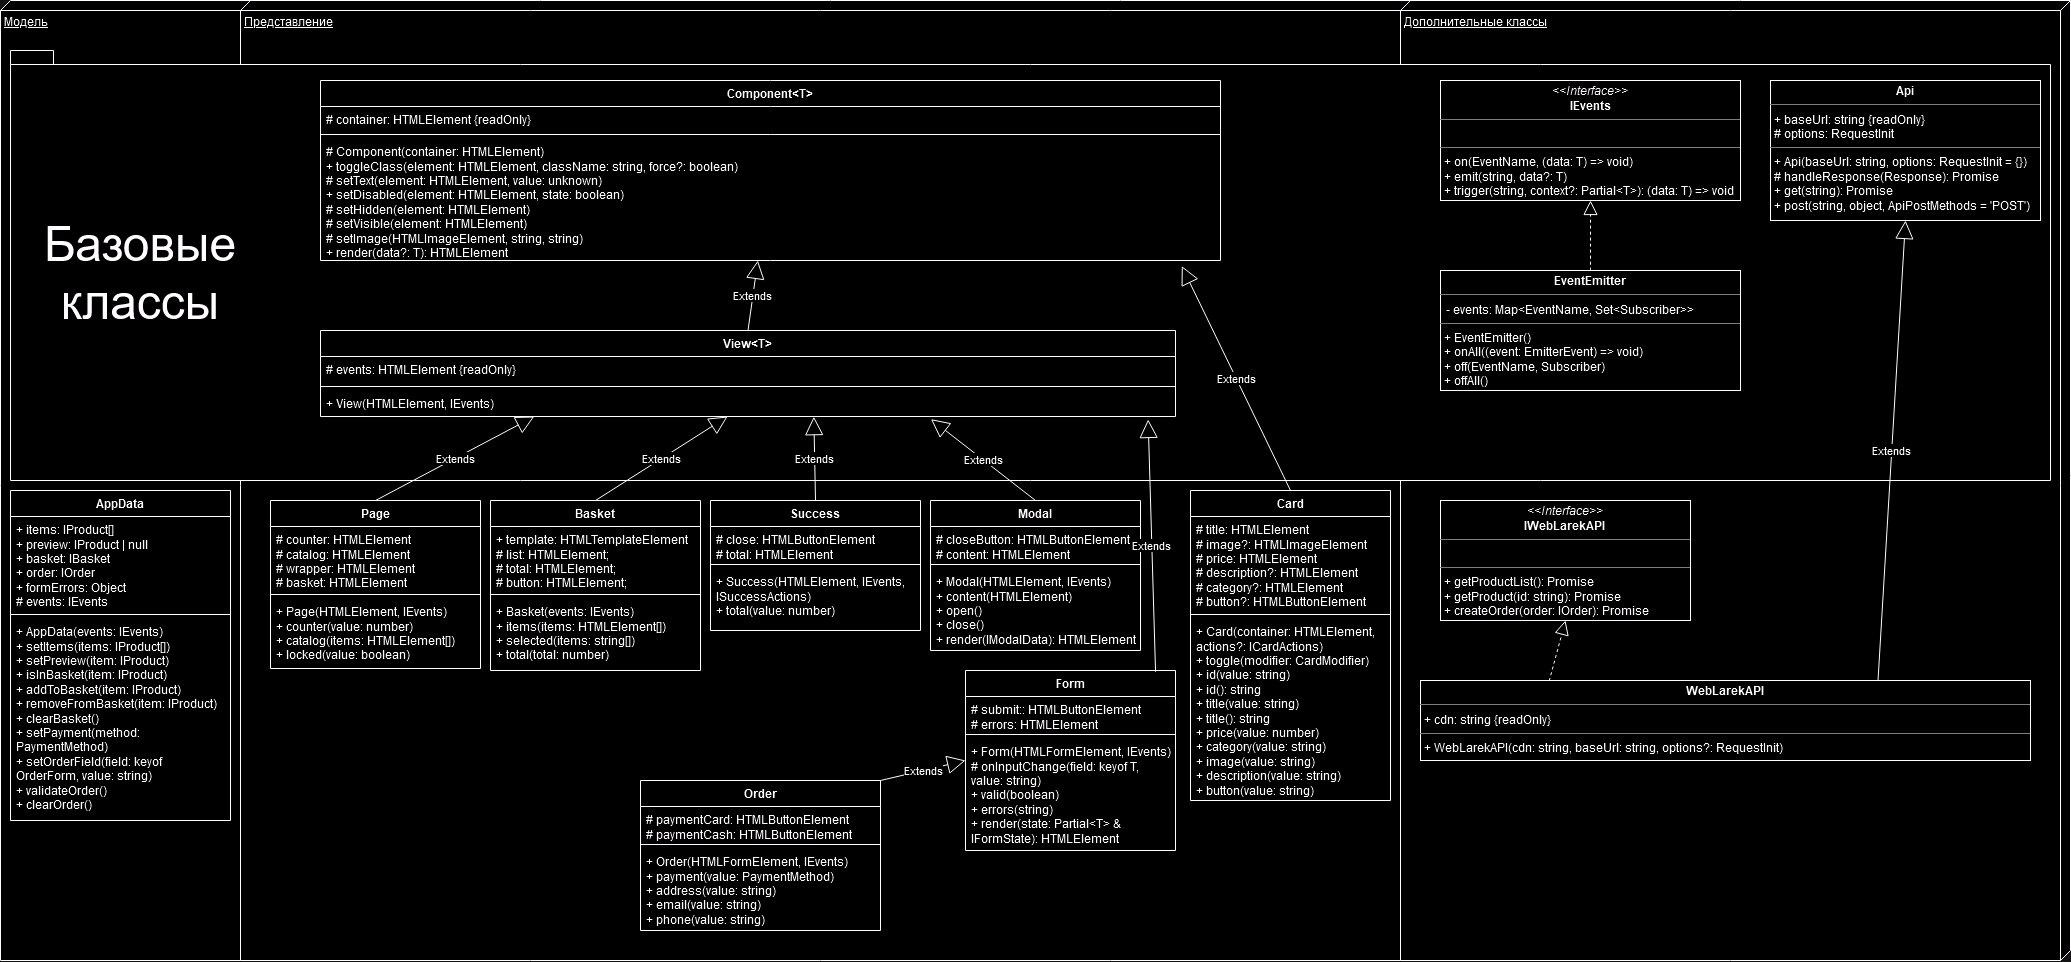 Модель
Представление
Дополнительные классы
Базовые
классы
Component<T>
# container: HTMLElement {readOnly}
# Component(container: HTMLElement)
+ toggleClass(element: HTMLElement, className: string, force?: boolean)
# setText(element: HTMLElement, value: unknown)
+ setDisabled(element: HTMLElement, state: boolean)
# setHidden(element: HTMLElement)
# setVisible(element: HTMLElement)
# setImage(HTMLImageElement, string, string)
+ render(data?: T): HTMLElement
Extends
View<T>
# events: HTMLElement {readOnly}
+ View(HTMLElement, IEvents)
Extends
Extends
Extends
Extends
Extends
Extends
<<Interface>>
IEvents
+ on(EventName, (data: T) => void)
+ emit(string, data?: T)
+ trigger(string, context?: Partial<T>): (data: T) => void
EventEmitter
- events: Map<EventName, Set<Subscriber>>
+ EventEmitter()
+ onAll((event: EmitterEvent) => void)
+ off(EventName, Subscriber)
+ offAll()
Api
+ baseUrl: string {readOnly}
# options: RequestInit
+ Api(baseUrl: string, options: RequestInit = {})
# handleResponse(Response): Promise
+ get(string): Promise
+ post(string, object, ApiPostMethods = 'POST')
Extends
AppData
+ items: IProduct[]
+ preview: IProduct | null
+ basket: IBasket
+ order: IOrder
+ formErrors: Object
# events: IEvents
+ AppData(events: IEvents)
+ setItems(items: IProduct[])
+ setPreview(item: IProduct)
+ isInBasket(item: IProduct)
+ addToBasket(item: IProduct)
+ removeFromBasket(item: IProduct)
+ clearBasket()
+ setPayment(method:
PaymentMethod)
+ setOrderField(field: keyof
OrderForm, value: string)
+ validateOrder()
+ clearOrder()
Page
# counter: HTMLElement
# catalog: HTMLElement
# wrapper: HTMLElement
# basket: HTMLElement
+ Page(HTMLElement, IEvents)
+ counter(value: number)
+ catalog(items: HTMLElement[])
+ locked(value: boolean)
Basket
+ template: HTMLTemplateElement
# list: HTMLElement;
# total: HTMLElement;
# button: HTMLElement;
+ Basket(events: IEvents)
+ items(items: HTMLElement[])
+ selected(items: string[])
+ total(total: number)
Success
# close: HTMLButtonElement
# total: HTMLElement
+ Success(HTMLElement, IEvents,
ISuccessActions)
+ total(value: number)
Modal
# closeButton: HTMLButtonElement
# content: HTMLElement
+ Modal(HTMLElement, IEvents)
+ content(HTMLElement)
+ open()
+ close()
+ render(IModalData): HTMLElement
Card
# title: HTMLElement
# image?: HTMLImageElement
# price: HTMLElement
# description?: HTMLElement
# category?: HTMLElement
# button?: HTMLButtonElement
+ Card(container: HTMLElement,
actions?: ICardActions)
+ toggle(modifier: CardModifier)
+ id(value: string)
+ id(): string
+ title(value: string)
+ title(): string
+ price(value: number)
+ category(value: string)
+ image(value: string)
+ description(value: string)
+ button(value: string)
Form
# submit:: HTMLButtonElement
# errors: HTMLElement
+ Form(HTMLFormElement, IEvents)
# onInputChange(field: keyof T,
value: string)
+ valid(boolean)
+ errors(string)
+ render(state: Partial<T> &
IFormState): HTMLElement
Extends
Order
# paymentCard: HTMLButtonElement
# paymentCash: HTMLButtonElement
+ Order(HTMLFormElement, IEvents)
+ payment(value: PaymentMethod)
+ address(value: string)
+ email(value: string)
+ phone(value: string)
<<Interface>>
IWebLarekAPI
+ getProductList(): Promise
+ getProduct(id: string): Promise
+ createOrder(order: IOrder): Promise
WebLarekAPI
+ cdn: string {readOnly}
+ WebLarekAPI(cdn: string, baseUrl: string, options?: RequestInit)